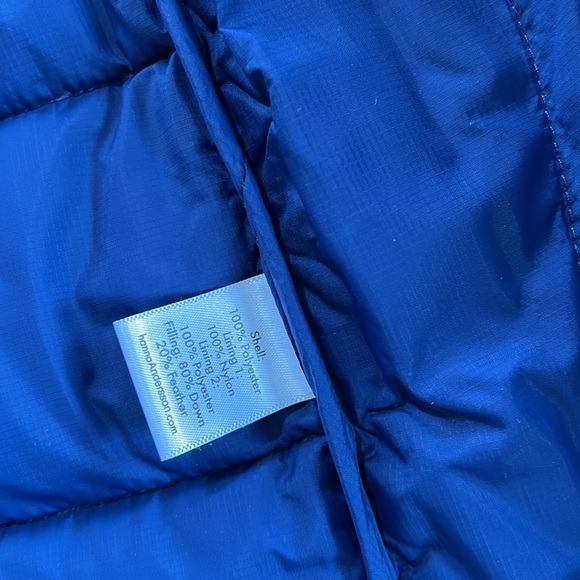 Shell:
100% Polyester
Lining 1:
100% Nylon
Lining 2:
100% Polyester
Filling: 80% Down
20% Feather
hannaAndersson.com